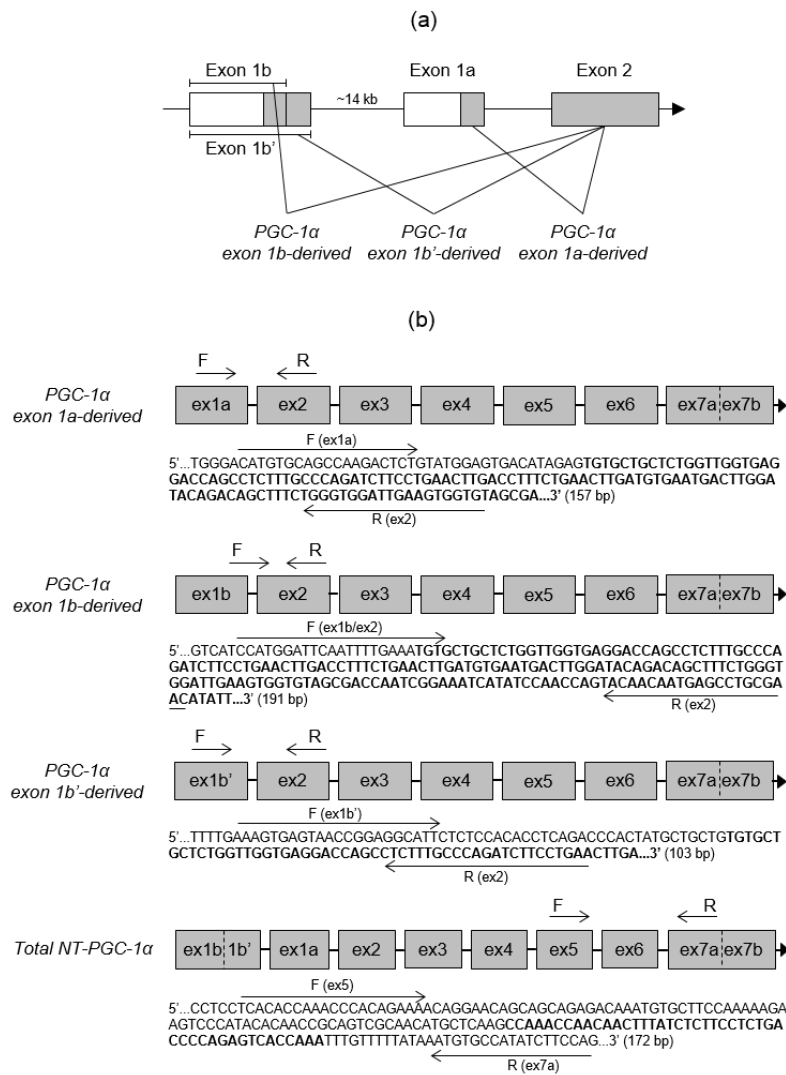 (a)
Exon 1b
Exon 1a
Exon 2
~14 kb
Exon 1b'
PGC-1α
exon 1b-derived
PGC-1α
exon 1b'-derived
PGC-1α
exon 1a-derived
(b)
F
R
PGC-1α
exon 1a-derived
ex1a
ex2
ex3
ex4
ex5
ex6
ex7a
ex7b
F (ex1a)
5'...TGGGACATGTGCAGCCAAGACTCTGTATGGAGTGACATAGAGTGTGCTGCTCTGGTTGGTGAG
GACCAGCCTCTTTGCCCAGATCTTCCTGAACTTGACCTTTCTGAACTTGATGTGAATGACTTGGA
TACAGACAGCTTTCTGGGTGGATTGAAGTGGTGTAGCGA...3' (157 bp)
R (ex2)
F
R
PGC-1α
exon 1b-derived
ex1b
ex2
ex3
ex4
ex5
ex6
ex7a
ex7b
F (ex1b/ex2)
5'...GTCATCCATGGATTCAATTTTGAAATGTGCTGCTCTGGTTGGTGAGGACCAGCCTCTTTGCCCA
GATCTTCCTGAACTTGACCTTTCTGAACTTGATGTGAATGACTTGGATACAGACAGCTTTCTGGGT
GGATTGAAGTGGTGTAGCGACCAATCGGAAATCATATCCAACCAGTACAACAATGAGCCTGCGA
ACATATT...3' (191 bp)
R (ex2)
F
R
PGC-1α
exon 1b'-derived
ex1b'
ex2
ex3
ex4
ex5
ex6
ex7a
ex7b
F (ex1b')
5'...TTTTGAAAGTGAGTAACCGGAGGCATTCTCTCCACACCTCAGACCCACTATGCTGCTGTGTGCT
GCTCTGGTTGGTGAGGACCAGCCTCTTTGCCCAGATCTTCCTGAACTTGA...3' (103 bp)
R (ex2)
F
R
Total NT-PGC-1α
ex1b
1b'
ex1a
ex2
ex3
ex4
ex5
ex6
ex7a
ex7b
F (ex5)
5'...CCTCCTCACACCAAACCCACAGAAAACAGGAACAGCAGCAGAGACAAATGTGCTTCCAAAAAGA
AGTCCCATACACAACCGCAGTCGCAACATGCTCAAGCCAAACCAACAACTTTATCTCTTCCTCTGA
CCCCAGAGTCACCAAATTTGTTTTTATAAATGTGCCATATCTTCCAG...3' (172 bp)
R (ex7a)